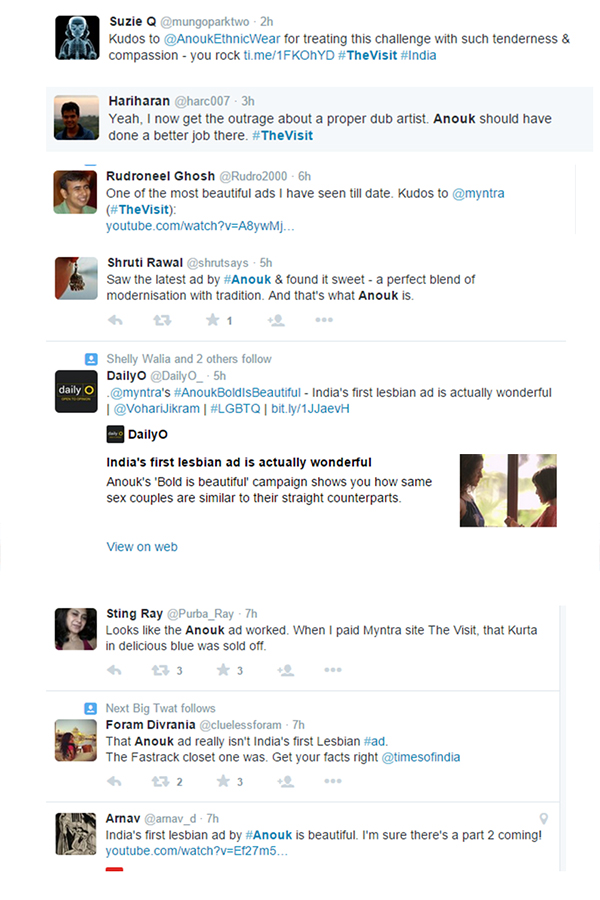 Suzie Q @mungoparktwo · 2h
Kudos to @AnoukEthnicWear for treating this challenge with such tenderness &
compassion - you rock ti.me/1FKOhYD #TheVisit #India
Hariharan @harc007 · 3h
Yeah, I now get the outrage about a proper dub artist. Anouk should have
done a better job there. #TheVisit
Rudroneel Ghosh @Rudro2000 · 6h
One of the most beautiful ads I have seen till date. Kudos to @myntra
(#TheVisit):
youtube.com/watch?v=A8ywMj...
Shruti Rawal @shrutsays · 5h
Saw the latest ad by #Anouk & found it sweet - a perfect blend of
modernisation with tradition. And that's what Anouk is.
1
Shelly Walia and 2 others follow
daily O
OPEN TO OPINION
DailyO @DailyO_ · 5h
.@myntra's #AnoukBoldIsBeautiful - India's first lesbian ad is actually wonderful
| @VohariJikram | #LGBTQ | bit.ly/1JJaevH
daily O
DailyO
India's first lesbian ad is actually wonderful
Anouk's 'Bold is beautiful' campaign shows you how same
sex couples are similar to their straight counterparts.
View on web
Sting Ray @Purba_Ray · 7h
Looks like the Anouk ad worked. When I paid Myntra site The Visit, that Kurta
in delicious blue was sold off.
3 3
Next Big Twat follows
Foram Divrania @cluelessforam · 7h
That Anouk ad really isn't India's first Lesbian #ad.
The Fastrack closet one was. Get your facts right @timesofindia
2 3
Arnav @arnav_d · 7h
India's first lesbian ad by #Anouk is beautiful. I'm sure there's a part 2 coming!
youtube.com/watch?v=Ef27m5...